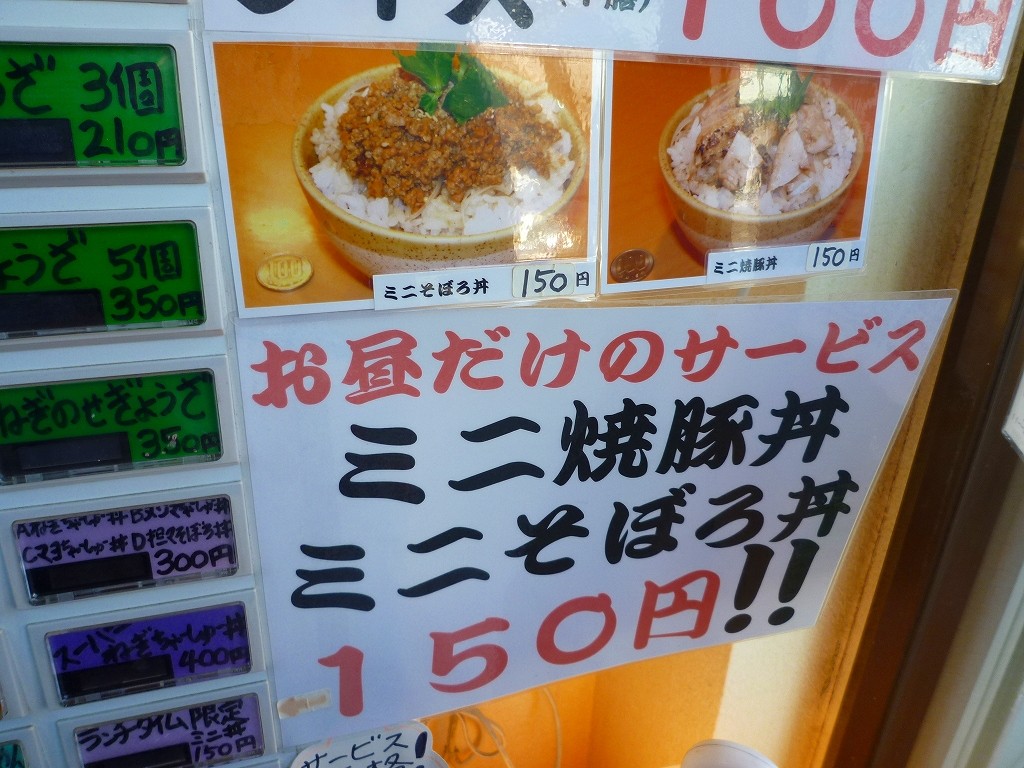 100円
ょうざ 3個
210円
ょうざ 5個
350円
ねぎのせぎょうざ
350円
300円
スーパー
ねぎちゃーしゅー丼
400円
ランチタイム限定
ミニ丼
150円
ミニそぼろ丼 150円
ミニ焼豚丼 150円
お昼だけのサービス
ミニ焼豚丼
ミニそぼろ丼
150円!!
サービス